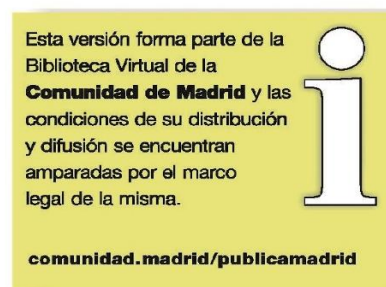 Esta versión forma parte de la
Biblioteca Virtual de la
Comunidad de Madrid y las
condiciones de su distribución
y difusión se encuentran
amparadas por el marco
legal de la misma.
comunidad.madrid/publicamadrid
i